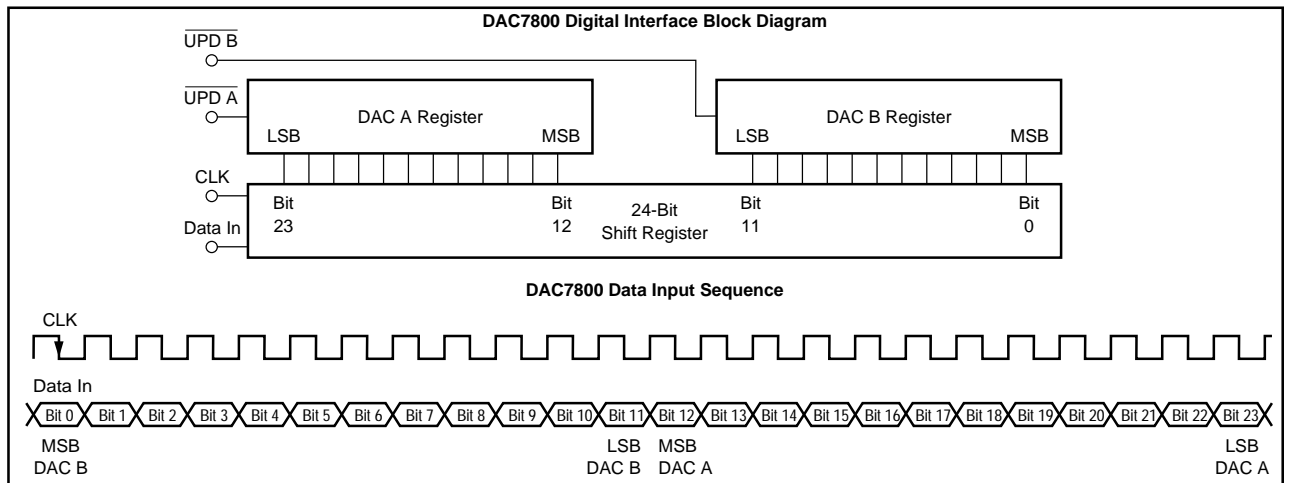 DAC7800 Digital Interface Block Diagram
UPD B
UPD A
DAC A Register
DAC B Register
LSB MSB LSB MSB
CLK
Bit Bit 24-Bit Bit Bit
Data In 23 12 Shift Register 11 0
DAC7800 Data Input Sequence
CLK
Data In
Bit 0 Bit 1 Bit 2 Bit 3 Bit 4 Bit 5 Bit 6 Bit 7 Bit 8 Bit 9 Bit 10 Bit 11 Bit 12 Bit 13 Bit 14 Bit 15 Bit 16 Bit 17 Bit 18 Bit 19 Bit 20 Bit 21 Bit 22 Bit 23
MSB LSB MSB LSB
DAC B DAC B DAC A DAC A